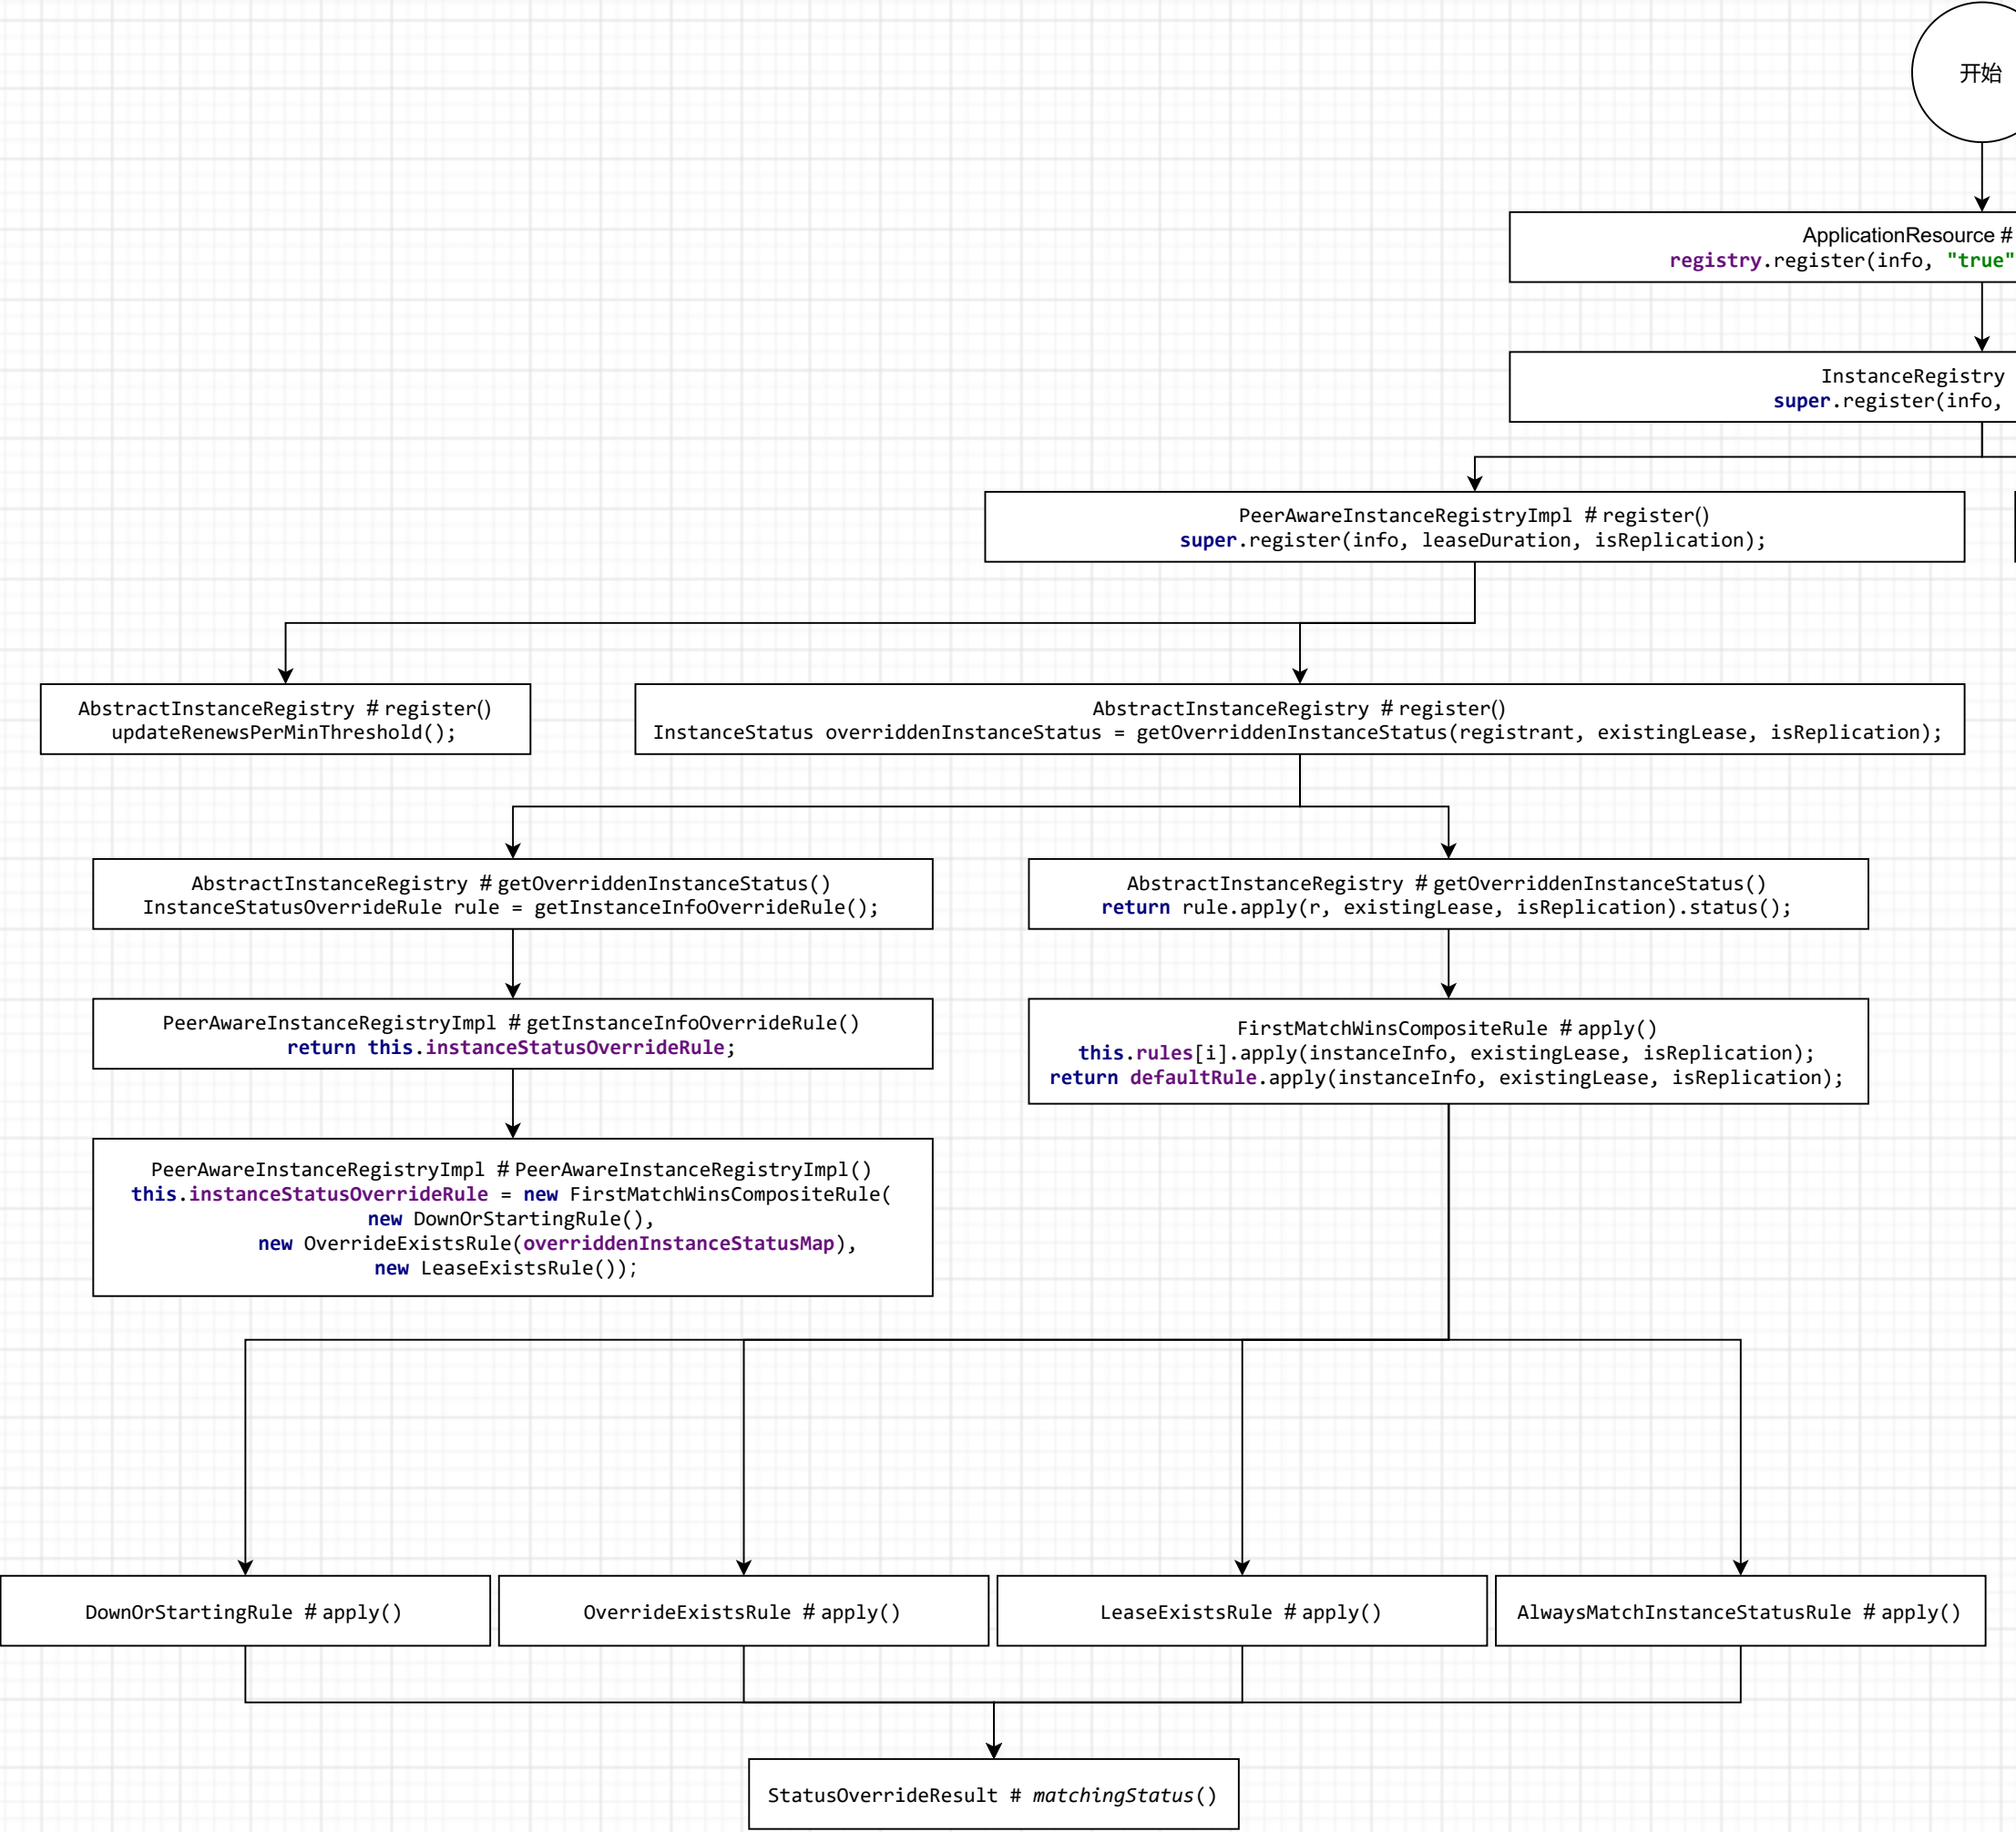 开始
ApplicationResource #
registry.register(info, "true"
InstanceRegistry
super.register(info,
PeerAwareInstanceRegistryImpl # register()
super.register(info, leaseDuration, isReplication);
AbstractInstanceRegistry # register()
updateRenewsPerMinThreshold();
AbstractInstanceRegistry # register()
InstanceStatus overriddenInstanceStatus = getOverriddenInstanceStatus(registrant, existingLease, isReplication);
AbstractInstanceRegistry # getOverriddenInstanceStatus()
InstanceStatusOverrideRule rule = getInstanceInfoOverrideRule();
AbstractInstanceRegistry # getOverriddenInstanceStatus()
return rule.apply(r, existingLease, isReplication).status();
PeerAwareInstanceRegistryImpl # getInstanceInfoOverrideRule()
return this.instanceStatusOverrideRule;
FirstMatchWinsCompositeRule # apply()
this.rules[i].apply(instanceInfo, existingLease, isReplication);
return defaultRule.apply(instanceInfo, existingLease, isReplication);
PeerAwareInstanceRegistryImpl # PeerAwareInstanceRegistryImpl()
this.instanceStatusOverrideRule = new FirstMatchWinsCompositeRule(
new DownOrStartingRule(),
new OverrideExistsRule(overriddenInstanceStatusMap),
new LeaseExistsRule());
DownOrStartingRule # apply()
OverrideExistsRule # apply()
LeaseExistsRule # apply()
AlwaysMatchInstanceStatusRule # apply()
StatusOverrideResult # matchingStatus()